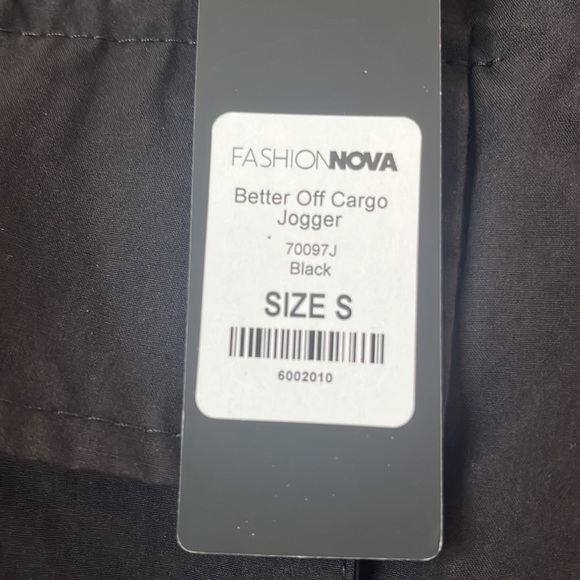 FASHIONNOVA
Better Off Cargo
Jogger
70097J
Black
SIZE S
6002010